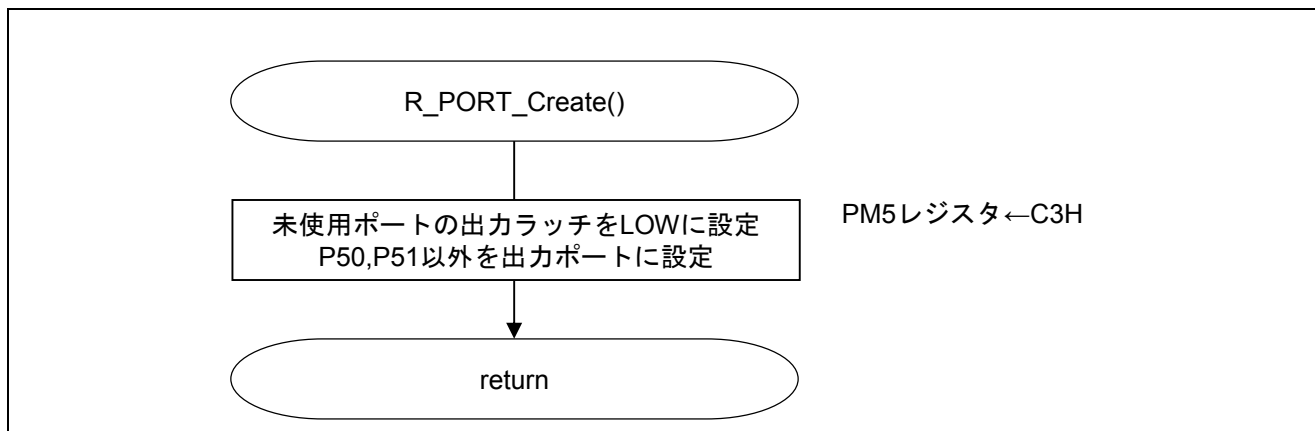 R_PORT_Create()
未使用ポートの出力ラッチをLOWに設定
P50,P51以外を出力ポートに設定
PM5レジスタ←C3H
return